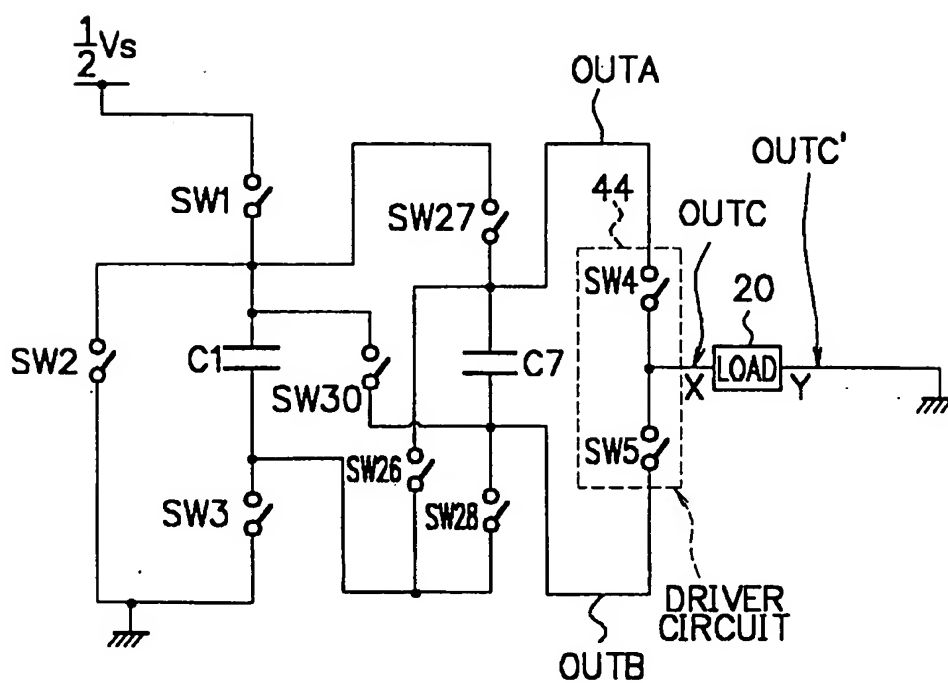 ½Vs
OUTA
OUTC'
44
OUTC
SW1
SW27
SW4
20
SW2
C1
C7
LOAD
X
Y
SW30
SW26
SW5
SW3
SW28
DRIVER
CIRCUIT
OUTB